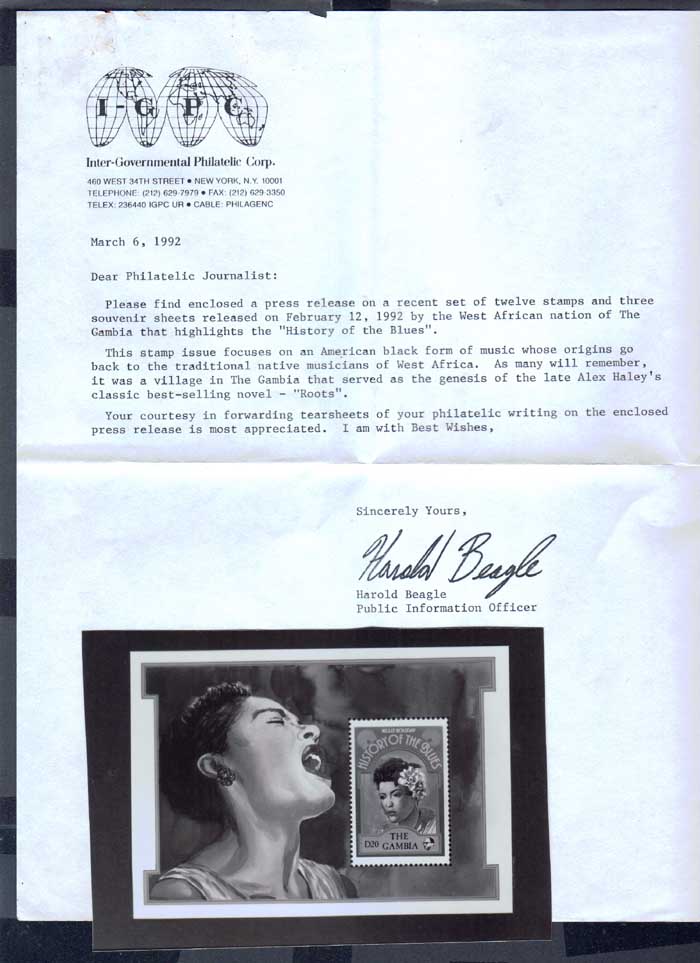 I-GPC
Inter-Governmental Philatelic Corp.
460 WEST 34TH STREET • NEW YORK, N.Y. 10001
TELEPHONE: (212) 629-7979 • FAX: (212) 629-3350
TELEX: 236440 IGPC UR • CABLE: PHILAGENC
March 6, 1992
Dear Philatelic Journalist:
Please find enclosed a press release on a recent set of twelve stamps and three
souvenir sheets released on February 12, 1992 by the West African nation of The
Gambia that highlights the "History of the Blues".
This stamp issue focuses on an American black form of music whose origins go
back to the traditional native musicians of West Africa. As many will remember,
it was a village in The Gambia that served as the genesis of the late Alex Haley's
classic best-selling novel - "Roots".
Your courtesy in forwarding tearsheets of your philatelic writing on the enclosed
press release is most appreciated. I am with Best Wishes,
Sincerely Yours,
Harold Beagle
Harold Beagle
Public Information Officer
BILLIE HOLIDAY
HISTORY OF THE BLUES
D20 THE
GAMBIA